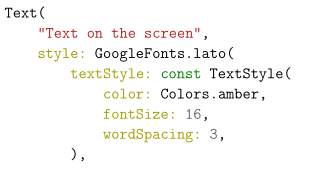 Text(
    "Text on the screen",
    style: GoogleFonts.lato(
        textStyle: const TextStyle(
            color: Colors.amber,
            fontSize: 16,
            wordSpacing: 3,
        ),